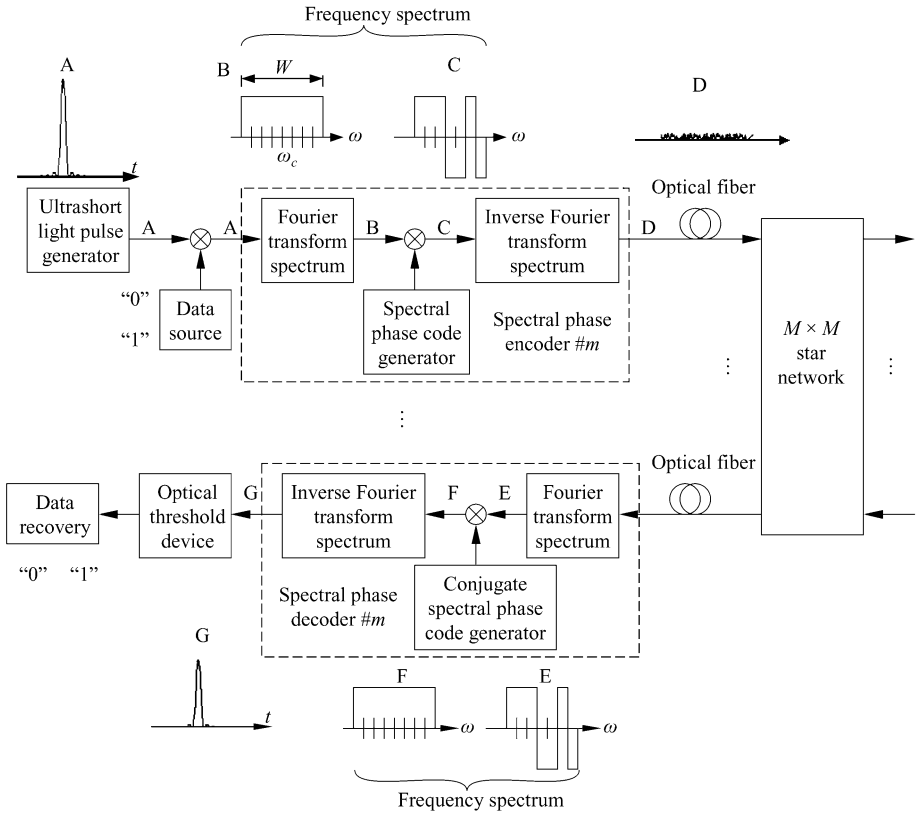 Frequency spectrum
A
B
W
C
D
t
ω
ω
ω_c
Ultrashort
light pulse
generator
A
A
Fourier
transform
spectrum
B
C
Inverse Fourier
transform
spectrum
D
Optical fiber
“0”
“1”
Data
source
Spectral
phase code
generator
Spectral phase
encoder #m
⋮
M × M
star
network
⋮
...
Data
recovery
“0” “1”
Optical
threshold
device
G
Inverse Fourier
transform
spectrum
F
E
Fourier
transform
spectrum
Optical fiber
Spectral phase
decoder #m
Conjugate
spectral phase
code generator
G
t
F
ω
E
ω
Frequency spectrum